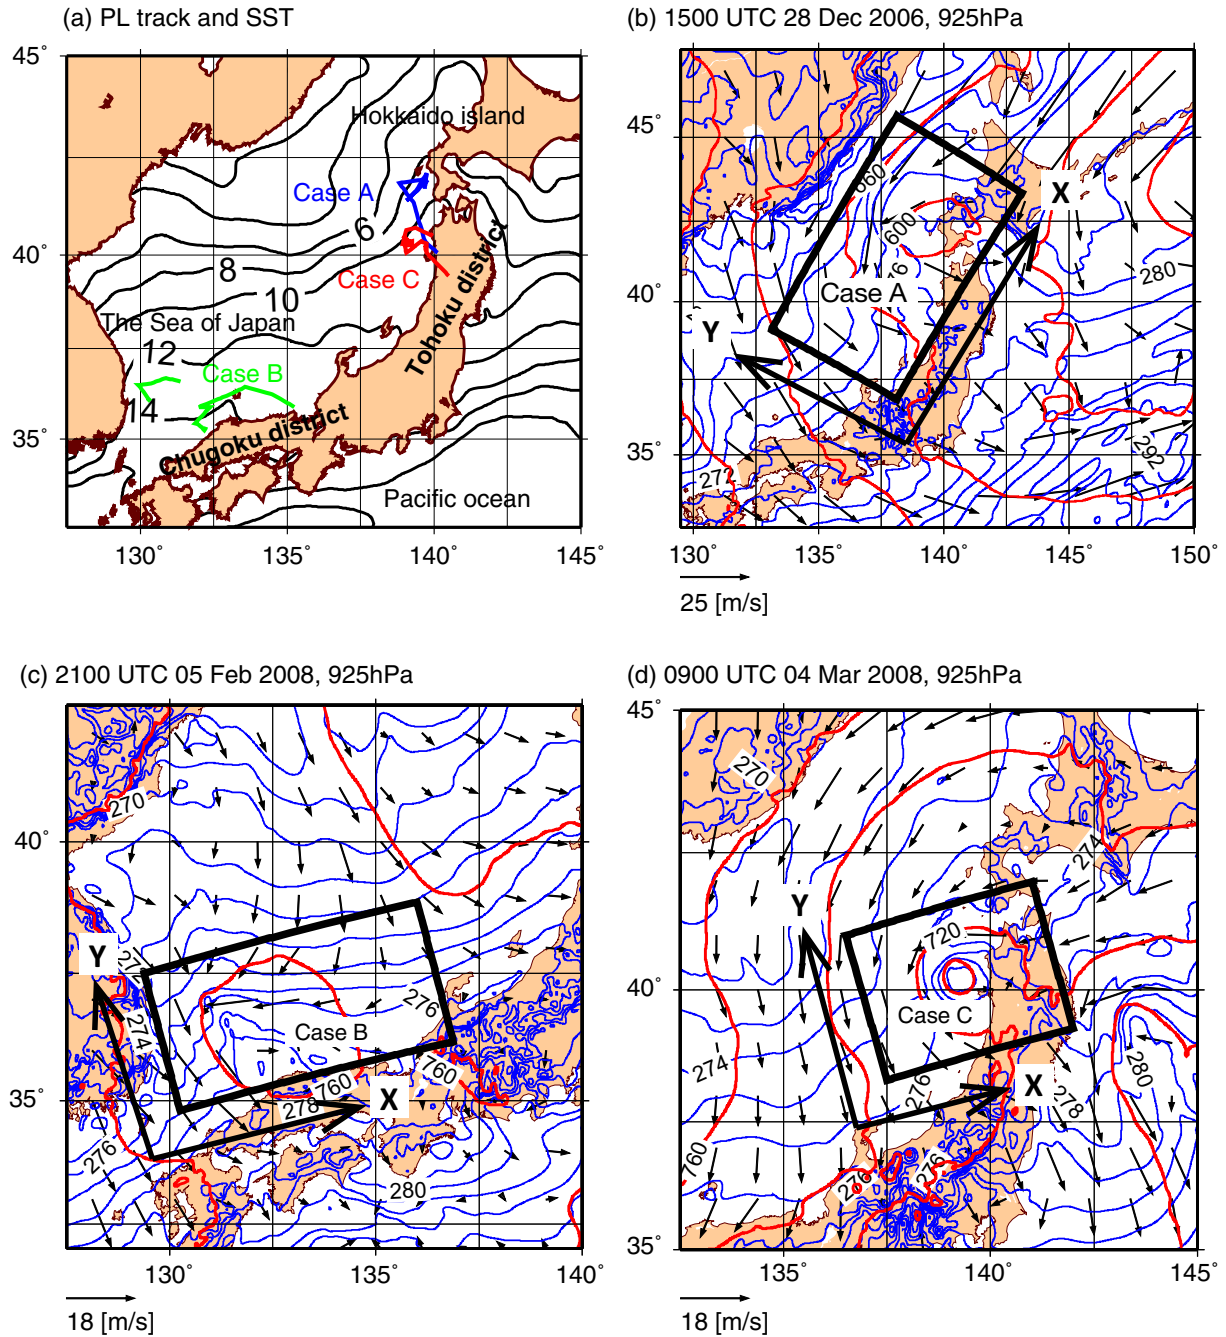 (a) PL track and SST
45°
40°
35°
130°
135°
140°
145°
Hokkaido island
Case A
6
8
Case C
10
The Sea of Japan
12
Case B
14
Tohoku district
Chugoku district
Pacific ocean
(b) 1500 UTC 28 Dec 2006, 925hPa
45°
40°
35°
130°
135°
140°
145°
150°
660
X
600
280
Case A
Y
292
272
25 [m/s]
(c) 2100 UTC 05 Feb 2008, 925hPa
40°
35°
130°
135°
140°
270
Y
274
276
Case B
760
760
278
X
276
280
18 [m/s]
(d) 0900 UTC 04 Mar 2008, 925hPa
45°
40°
35°
135°
140°
145°
270
274
Y
720
Case C
274
276
X
278
280
760
276
276
18 [m/s]